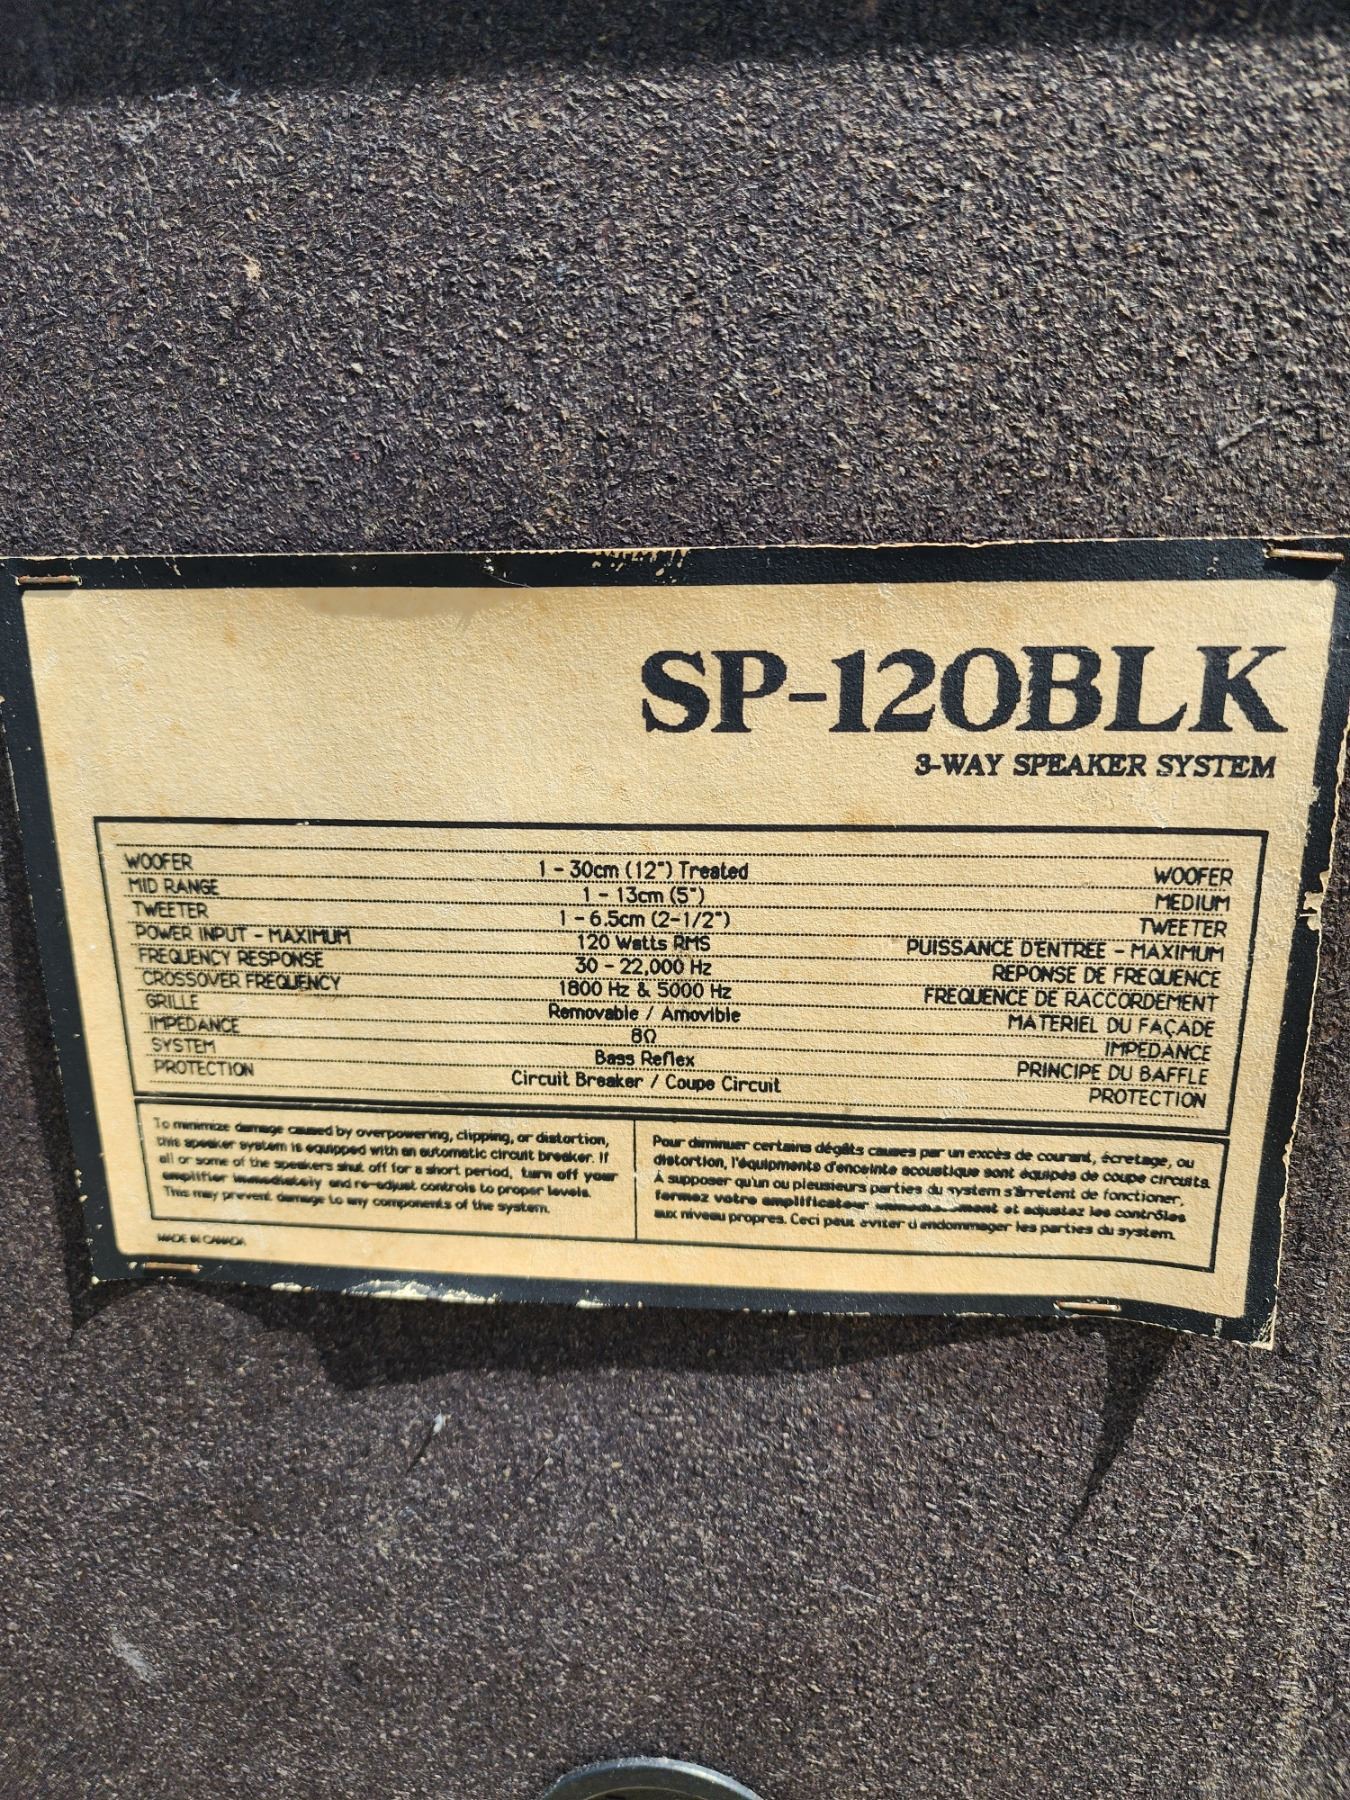 SP-120BLK
3-WAY SPEAKER SYSTEM
WOOFER 1 - 30cm (12") Treated WOOFER
MID RANGE 1 - 13cm (5") MEDIUM
TWEETER 1 - 6.5cm (2-1/2") TWEETER
POWER INPUT - MAXIMUM 120 Watts RMS PUISSANCE D'ENTREE - MAXIMUM
FREQUENCY RESPONSE 30 - 22,000 Hz REPONSE DE FREQUENCE
CROSSOVER FREQUENCY 1800 Hz & 5000 Hz FREQUENCE DE RACCORDEMENT
GRILLE Removable / Amovible MATERIEL DU FAÇADE
IMPEDANCE 8Ω IMPEDANCE
SYSTEM Bass Reflex PRINCIPE DU BAFFLE
PROTECTION Circuit Breaker / Coupe Circuit PROTECTION
To minimize damage caused by overpowering, clipping, or distortion,
this speaker system is equipped with an automatic circuit breaker. If
all or some of the speakers shut off for a short period, turn off your
amplifier immediately and re-adjust controls to proper levels.
This may prevent damage to any components of the system.
Pour diminuer certains dégâts causes par un excès de courant, écretage, ou
distortion, l'équipments d'enceinte acoustique sont équipés de coupe circuits.
À supposer qu'un ou pleusieurs parties du system s'ârretent de fonctioner,
fermez votre amplificateur immediatement et adjustez les contrôles
aux niveau propres. Ceci peut éviter d'endommager les parties du system.
MADE IN CANADA